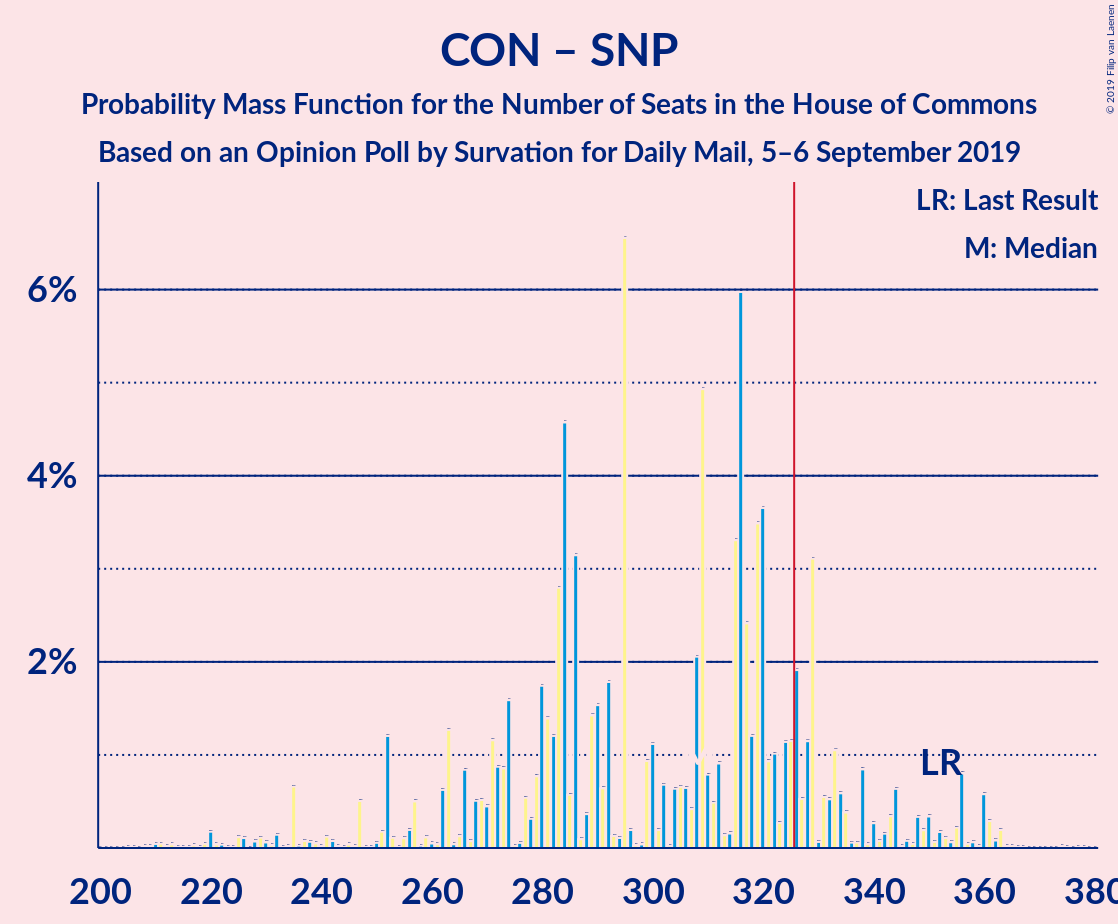 CON – SNP
Probability Mass Function for the Number of Seats in the House of Commons
Based on an Opinion Poll by Survation for Daily Mail, 5–6 September 2019
© 2019 Filip van Laenen
LR: Last Result
M: Median
6%
4%
2%
LR
200 220 240 260 280 300 320 340 360 380